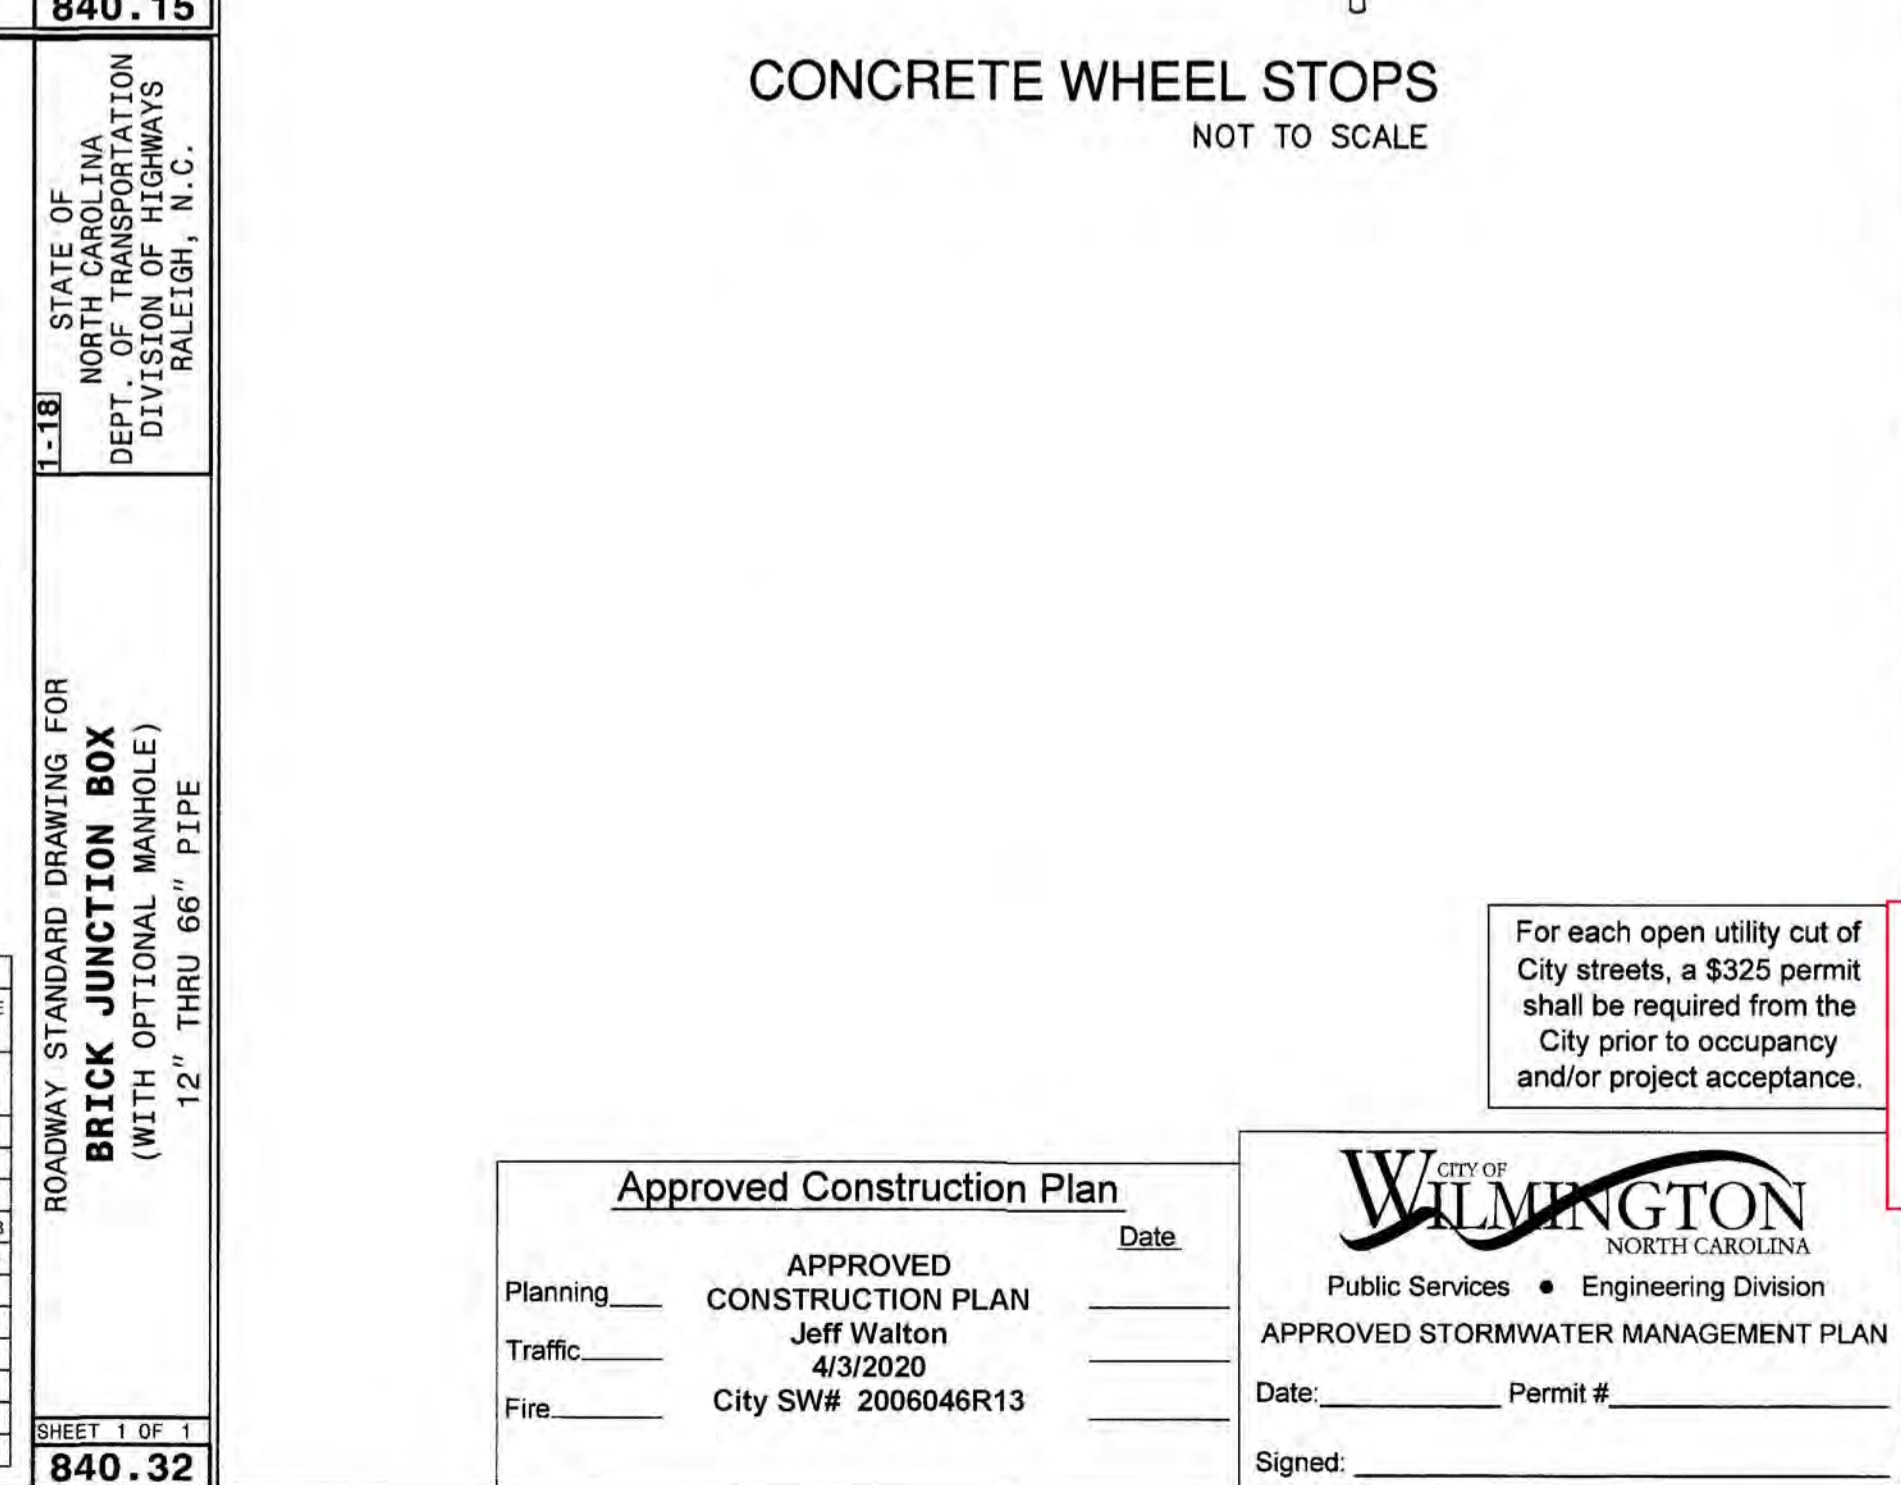 840.15
1-18
STATE OF
NORTH CAROLINA
DEPT. OF TRANSPORTATION
DIVISION OF HIGHWAYS
RALEIGH, N.C.
ROADWAY STANDARD DRAWING FOR
BRICK JUNCTION BOX
(WITH OPTIONAL MANHOLE)
12" THRU 66" PIPE
SHEET 1 OF 1
840.32
CONCRETE WHEEL STOPS
NOT TO SCALE
For each open utility cut of
City streets, a $325 permit
shall be required from the
City prior to occupancy
and/or project acceptance.
Approved Construction Plan
Date
Planning
Traffic
Fire
APPROVED
CONSTRUCTION PLAN
Jeff Walton
4/3/2020
City SW# 2006046R13
CITY OF
WILMINGTON
NORTH CAROLINA
Public Services • Engineering Division
APPROVED STORMWATER MANAGEMENT PLAN
Date: Permit #
Signed: